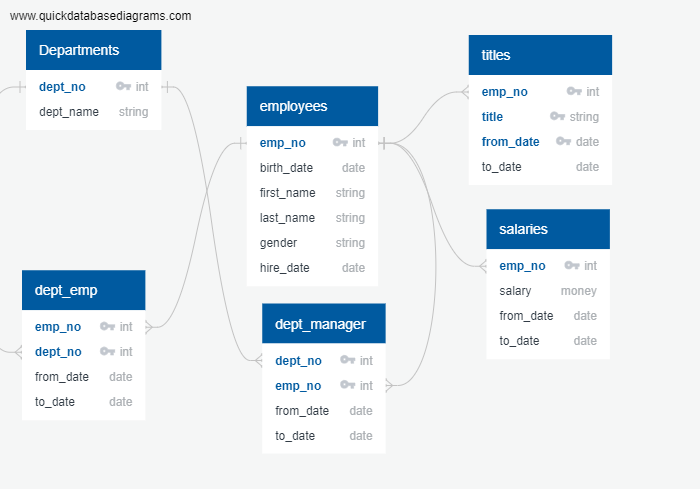 www.quickdatabasediagrams.com
Departments
dept_no int
dept_name string
employees
emp_no int
birth_date date
first_name string
last_name string
gender string
hire_date date
titles
emp_no int
title string
from_date date
to_date date
salaries
emp_no int
salary money
from_date date
to_date date
dept_emp
emp_no int
dept_no int
from_date date
to_date date
dept_manager
dept_no int
emp_no int
from_date date
to_date date